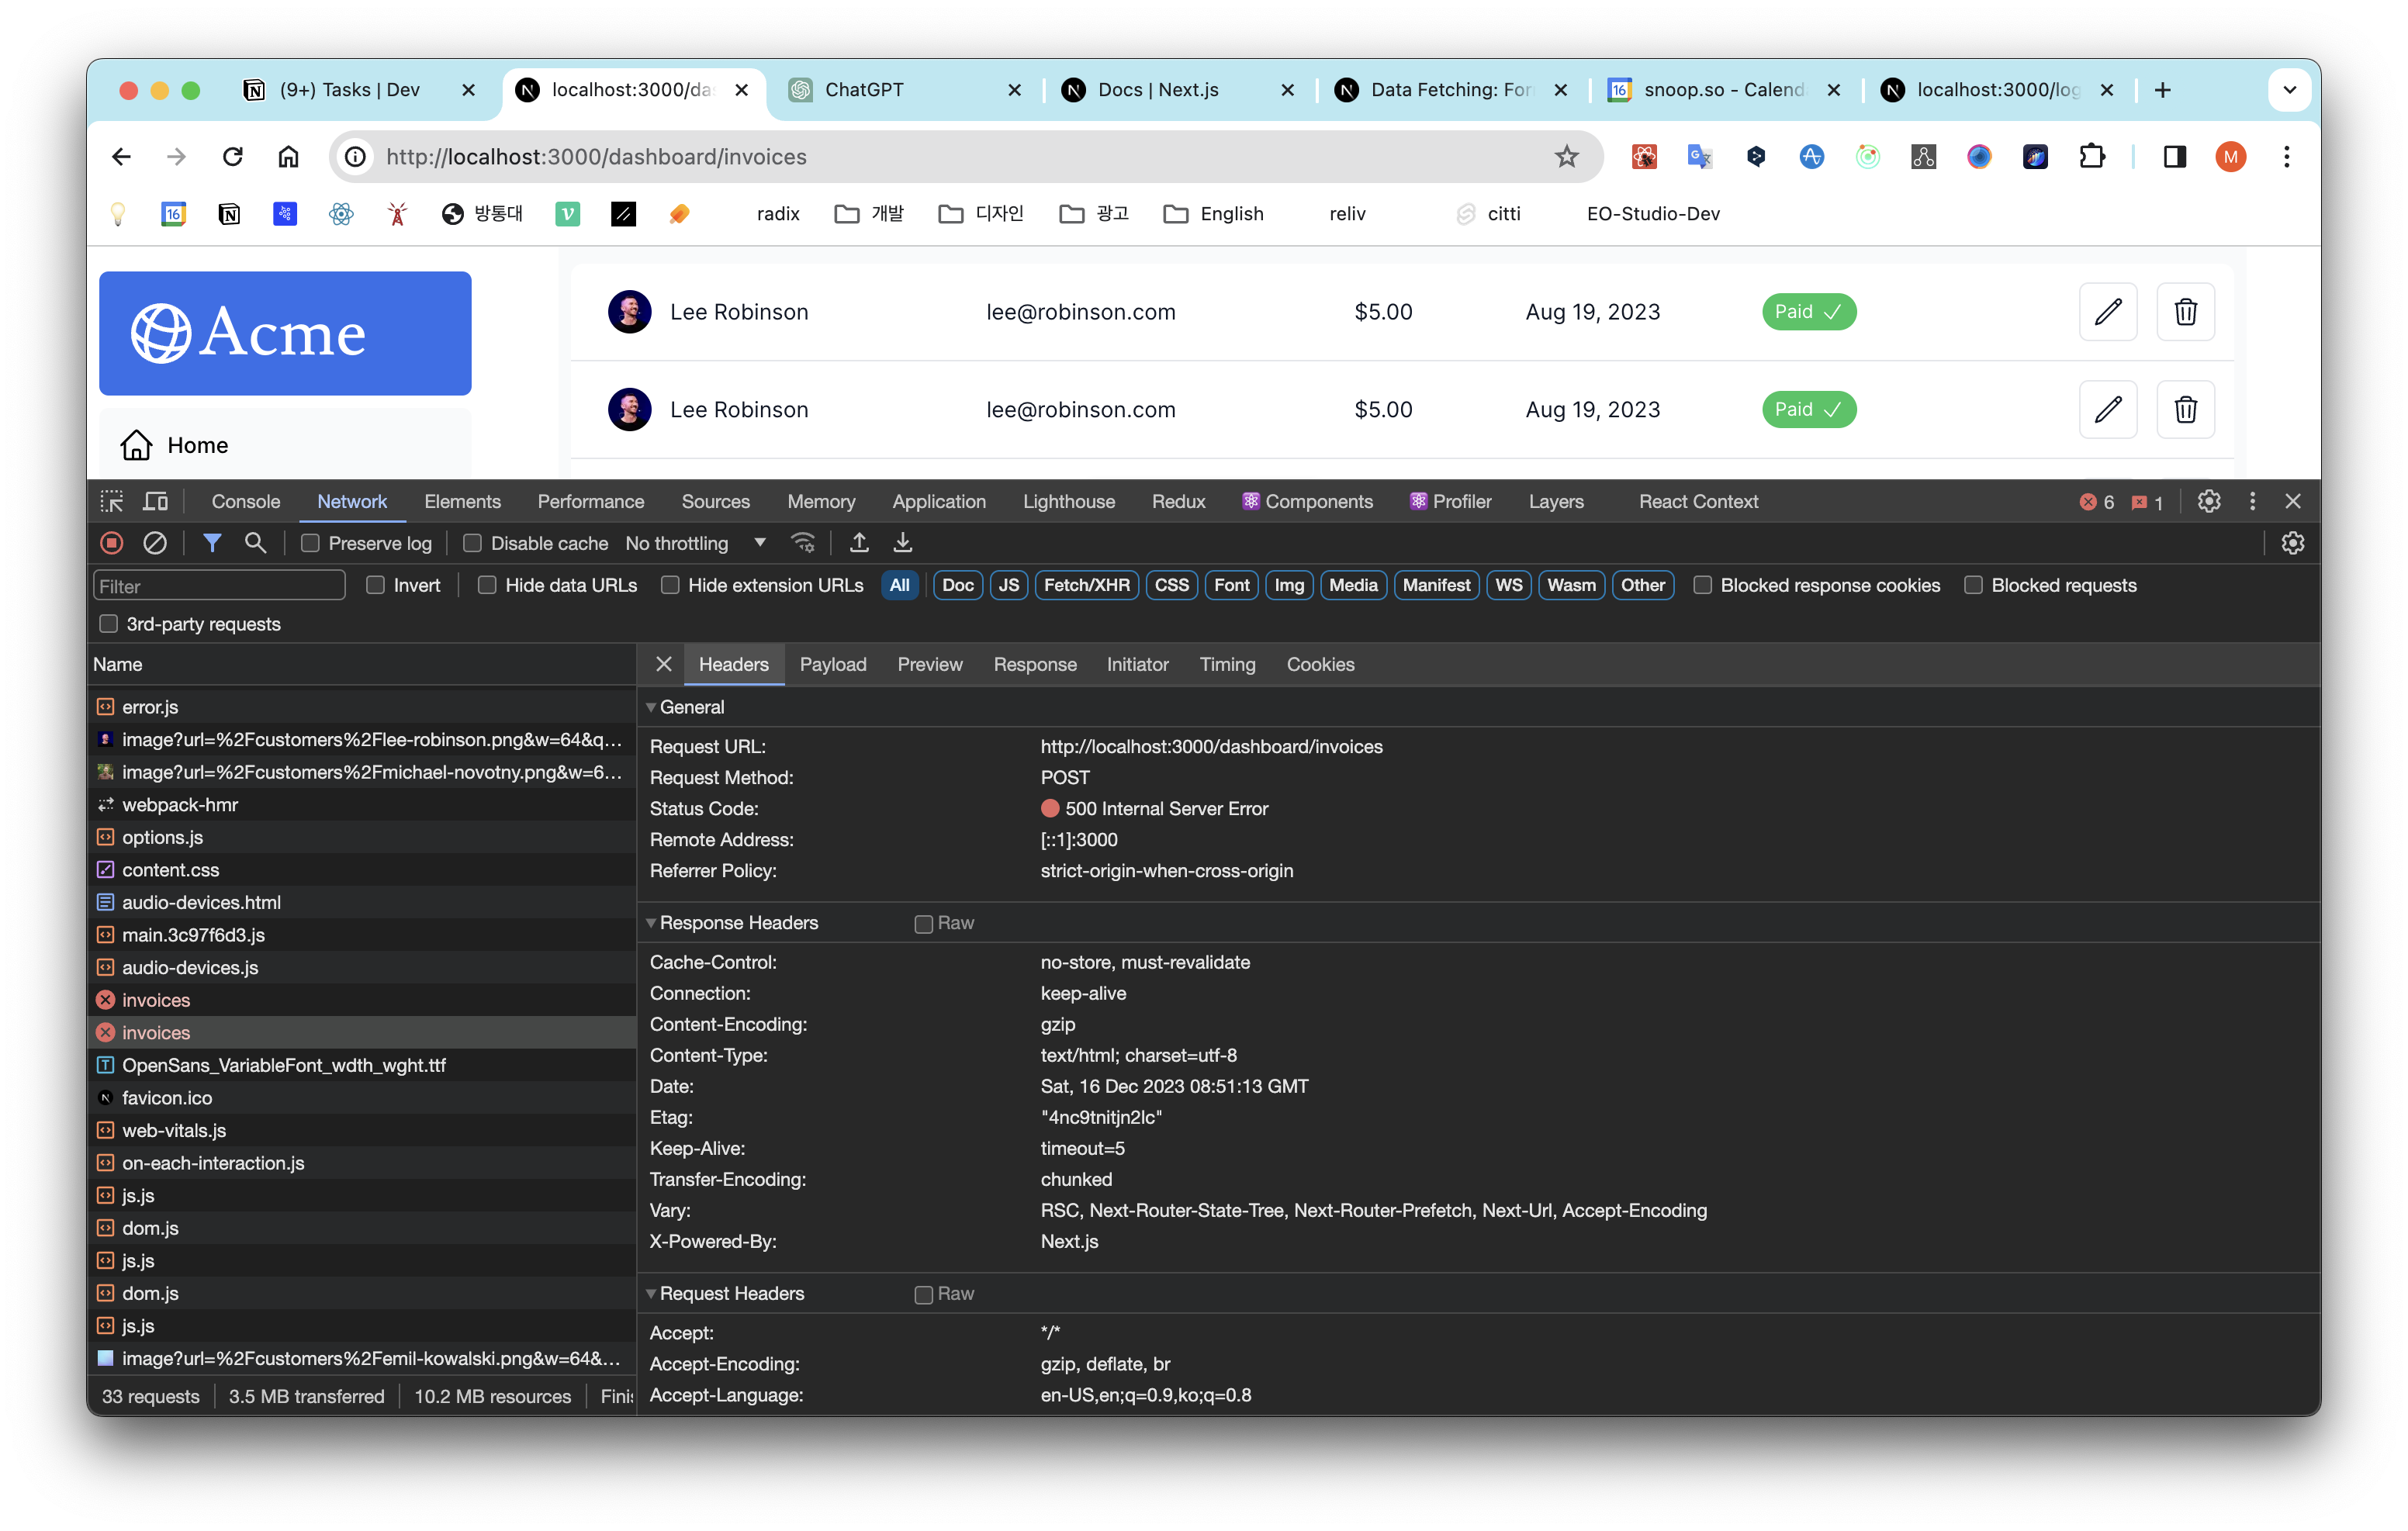 (9+) Tasks | Dev
localhost:3000/da
ChatGPT
Docs | Next.js
Data Fetching: For
snoop.so - Calend
localhost:3000/log
http://localhost:3000/dashboard/invoices
M
방통대
radix
개발
디자인
광고
English
reliv
citti
EO-Studio-Dev
Acme
Home
Lee Robinson lee@robinson.com $5.00 Aug 19, 2023 Paid
Lee Robinson lee@robinson.com $5.00 Aug 19, 2023 Paid
Console Network Elements Performance Sources Memory Application Lighthouse Redux Components Profiler Layers React Context 6 1
Preserve log Disable cache No throttling
Filter Invert Hide data URLs Hide extension URLs All Doc JS Fetch/XHR CSS Font Img Media Manifest WS Wasm Other Blocked response cookies Blocked requests
3rd-party requests
Name
error.js
image?url=%2Fcustomers%2Flee-robinson.png&w=64&q...
image?url=%2Fcustomers%2Fmichael-novotny.png&w=6...
webpack-hmr
options.js
content.css
audio-devices.html
main.3c97f6d3.js
audio-devices.js
invoices
invoices
OpenSans_VariableFont_wdth_wght.ttf
favicon.ico
web-vitals.js
on-each-interaction.js
js.js
dom.js
js.js
dom.js
js.js
image?url=%2Fcustomers%2Femil-kowalski.png&w=64&...
33 requests 3.5 MB transferred 10.2 MB resources Finis
Headers Payload Preview Response Initiator Timing Cookies
General
Request URL: http://localhost:3000/dashboard/invoices
Request Method: POST
Status Code: 500 Internal Server Error
Remote Address: [::1]:3000
Referrer Policy: strict-origin-when-cross-origin
Response Headers Raw
Cache-Control: no-store, must-revalidate
Connection: keep-alive
Content-Encoding: gzip
Content-Type: text/html; charset=utf-8
Date: Sat, 16 Dec 2023 08:51:13 GMT
Etag: "4nc9tnitjn2lc"
Keep-Alive: timeout=5
Transfer-Encoding: chunked
Vary: RSC, Next-Router-State-Tree, Next-Router-Prefetch, Next-Url, Accept-Encoding
X-Powered-By: Next.js
Request Headers Raw
Accept: */*
Accept-Encoding: gzip, deflate, br
Accept-Language: en-US,en;q=0.9,ko;q=0.8